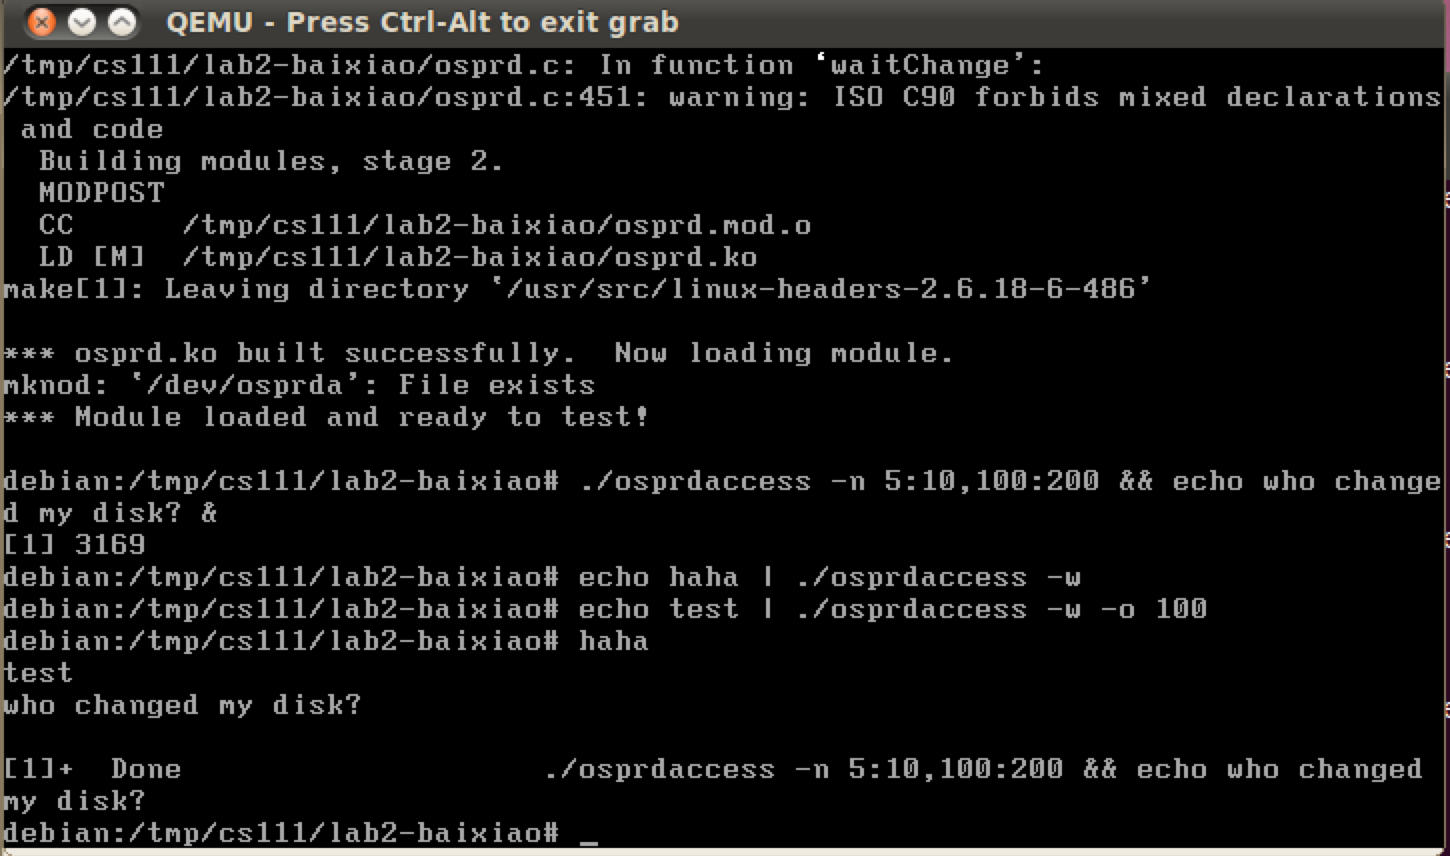 QEMU - Press Ctrl-Alt to exit grab
/tmp/cs111/lab2-baixiao/osprd.c: In function ‘waitChange’:
/tmp/cs111/lab2-baixiao/osprd.c:451: warning: ISO C90 forbids mixed declarations
 and code
  Building modules, stage 2.
  MODPOST
  CC      /tmp/cs111/lab2-baixiao/osprd.mod.o
  LD [M]  /tmp/cs111/lab2-baixiao/osprd.ko
make[1]: Leaving directory ‘/usr/src/linux-headers-2.6.18-6-486’
*** osprd.ko built successfully.  Now loading module.
mknod: ‘/dev/osprda’: File exists
*** Module loaded and ready to test!
debian:/tmp/cs111/lab2-baixiao# ./osprdaccess -n 5:10,100:200 && echo who change
d my disk? &
[1] 3169
debian:/tmp/cs111/lab2-baixiao# echo haha | ./osprdaccess -w
debian:/tmp/cs111/lab2-baixiao# echo test | ./osprdaccess -w -o 100
debian:/tmp/cs111/lab2-baixiao# haha
test
who changed my disk?
[1]+  Done                    ./osprdaccess -n 5:10,100:200 && echo who changed
my disk?
debian:/tmp/cs111/lab2-baixiao# _